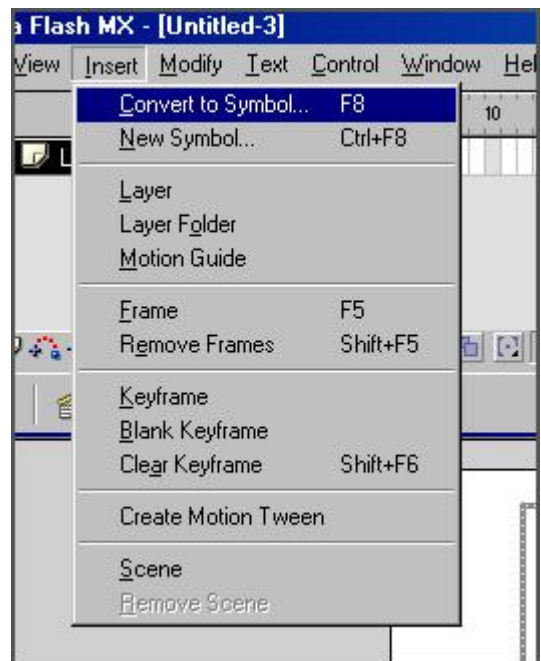 a Flash MX - [Untitled-3]
View Insert Modify Text Control Window Hel
Convert to Symbol... F8
10
New Symbol... Ctrl+F8
L
Layer
Layer Folder
Motion Guide
Frame F5
Remove Frames Shift+F5
Keyframe
Blank Keyframe
Clear Keyframe Shift+F6
Create Motion Tween
Scene
Remove Scene